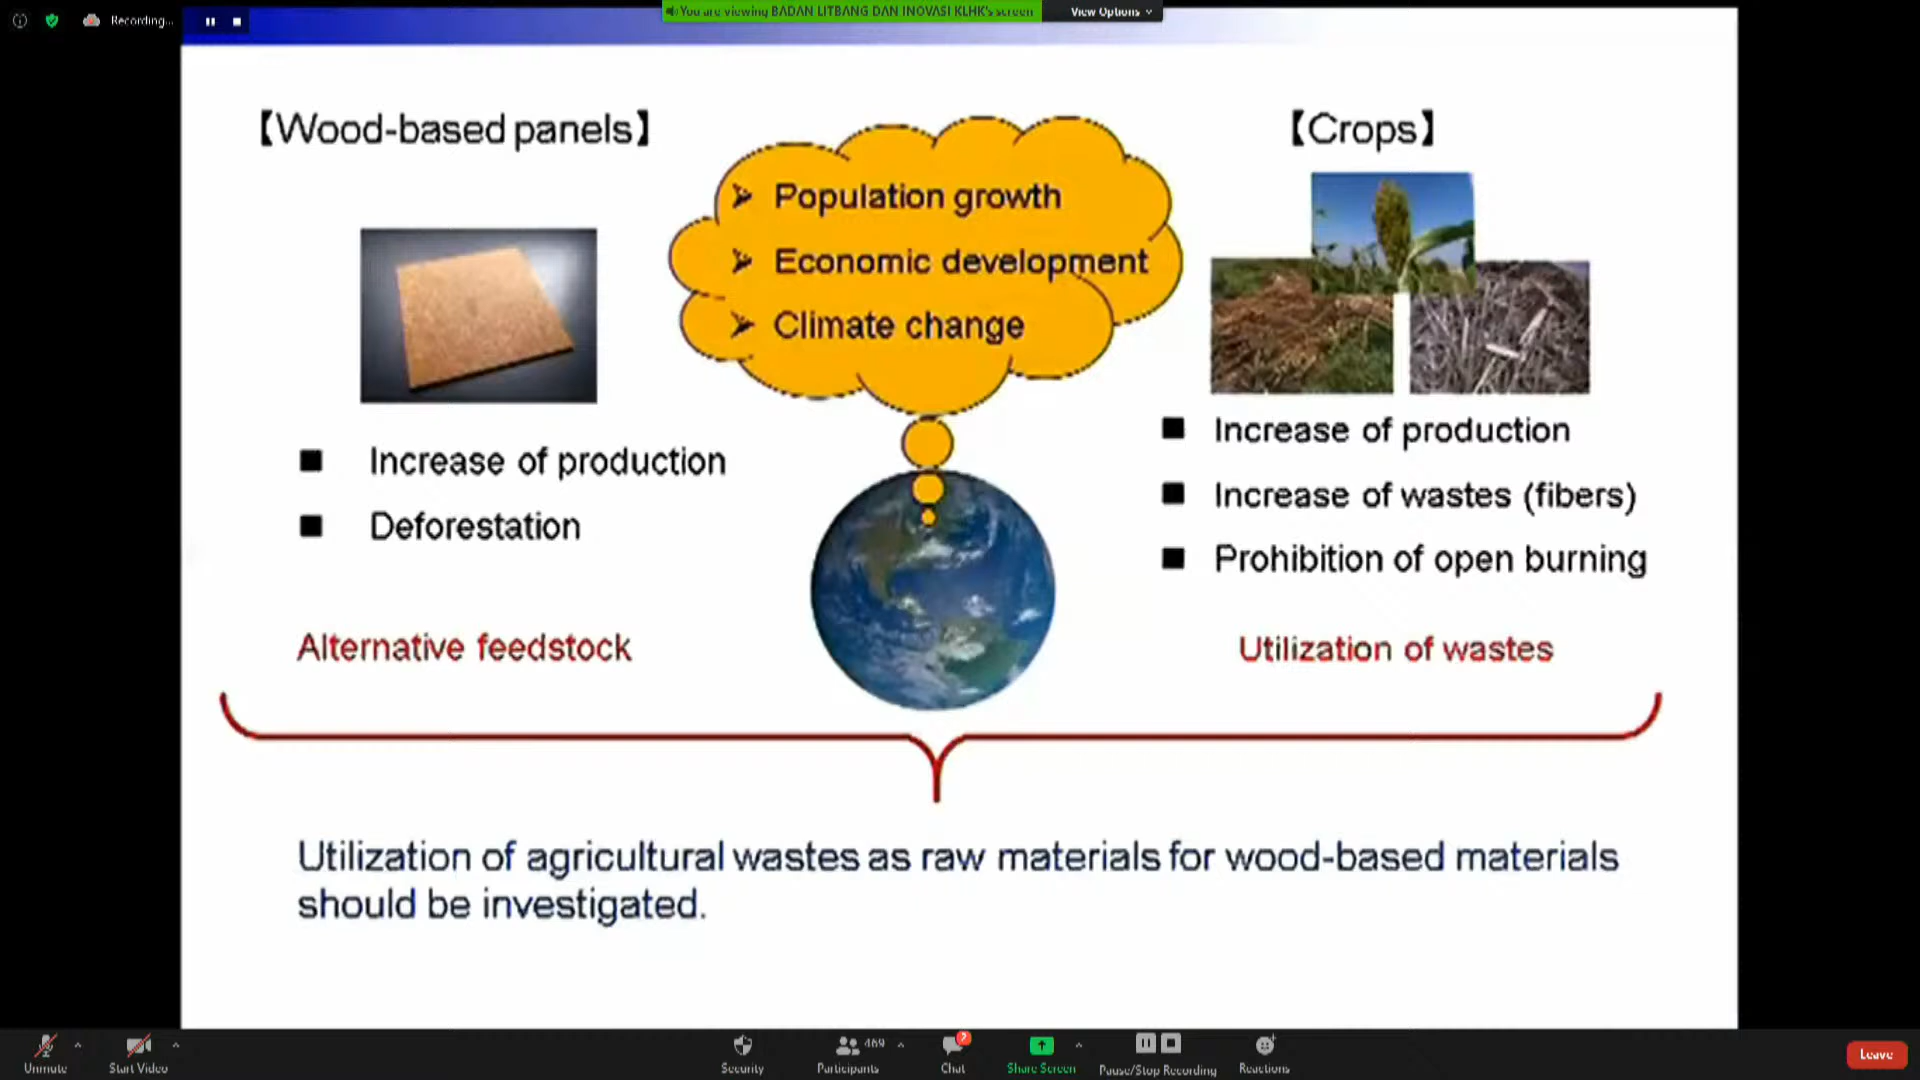 Recording...
You are viewing BADAN LITBANG DAN INOVASI KLHK's screen
View Options
【Wood-based panels】
Increase of production
Deforestation
Alternative feedstock
Population growth
Economic development
Climate change
【Crops】
Increase of production
Increase of wastes (fibers)
Prohibition of open burning
Utilization of wastes
Utilization of agricultural wastes as raw materials for wood-based materials
should be investigated.
Unmute
Start Video
Security
Participants
469
Chat
Share Screen
Pause/Stop Recording
Reactions
Leave